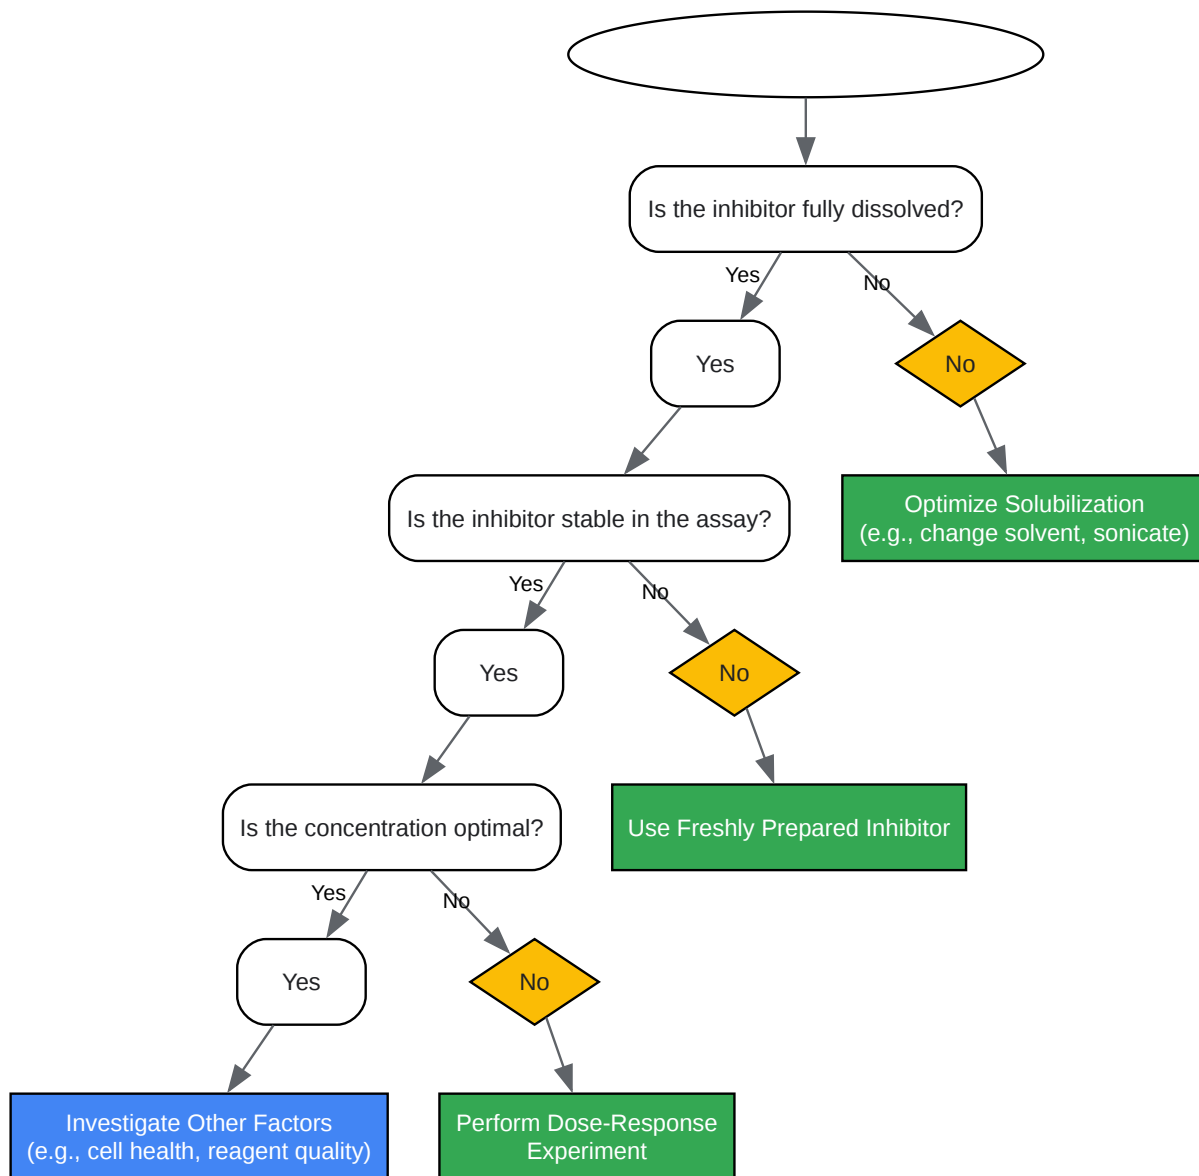 Is the inhibitor fully dissolved?
Yes
No
Yes
No
Is the inhibitor stable in the assay?
Optimize Solubilization
(e.g., change solvent, sonicate)
Yes
No
Yes
No
Is the concentration optimal?
Use Freshly Prepared Inhibitor
Yes
No
Yes
No
Investigate Other Factors
(e.g., cell health, reagent quality)
Perform Dose-Response
Experiment